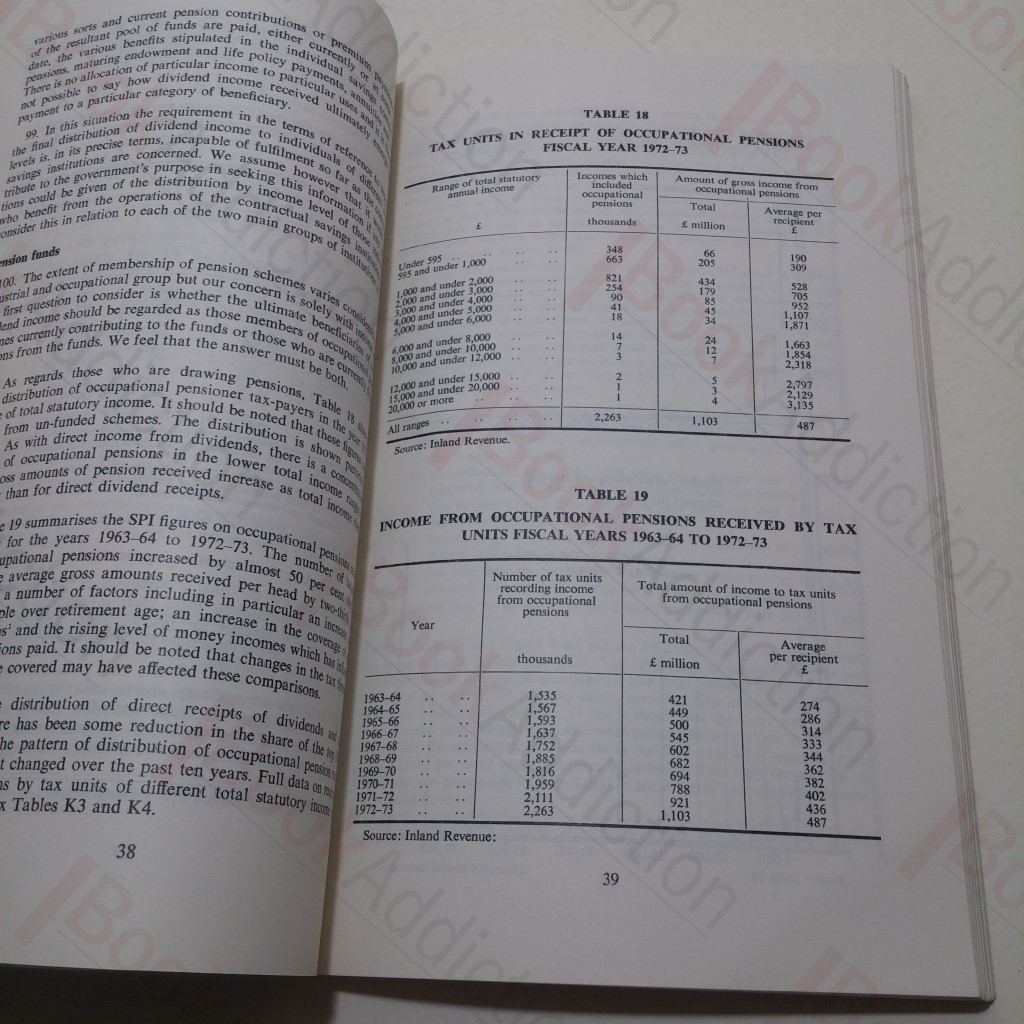 various sorts and current pension contributions or premium
of the resultant pool of funds are paid, either currently or at
date, the various benefits stipulated in the individual savings
pensions, maturing endowment and life policy payments, annuities
There is no allocation of particular income to particular uses and it is
not possible to say how dividend income received ultimately
payment to a particular category of beneficiary.
99. In this situation the requirement in the terms of reference
the final distribution of dividend income to individuals of different
levels is, in its precise terms, incapable of fulfilment so far as the
savings institutions are concerned. We assume however that it
tribute to the government's purpose in seeking this information if
tions could be given of the distribution by income level of those
who benefit from the operations of the contractual savings
onsider this in relation to each of the two main groups of
ension funds
100. The extent of membership of pension schemes varies
ustrial and occupational group but our concern is solely with
first question to consider is whether the ultimate beneficiaries of
end income should be regarded as those members of occupational
mes currently contributing to the funds or those who are currently
ons from the funds. We feel that the answer must be both.
As regards those who are drawing pensions, Table 18
distribution of occupational pensioner tax-payers in the year
of total statutory income. It should be noted that these figures
from un-funded schemes. The distribution is shown
As with direct income from dividends, there is a
of occupational pensions in the lower total income
oss amounts of pension received increase as total income
than for direct dividend receipts.
e 19 summarises the SPI figures on occupational pensions
for the years 1963–64 to 1972–73. The number of
upational pensions increased by almost 50 per cent
e average gross amounts received per head by
a number of factors including in particular an increase
ple over retirement age; an increase in the coverage of
s¹ and the rising level of money incomes which has
ions paid. It should be noted that changes in the tax
e covered may have affected these comparisons.
distribution of direct receipts of dividends and
re has been some reduction in the share of the top
he pattern of distribution of occupational pension
t changed over the past ten years. Full data on
ns by tax units of different total statutory income
x Tables K3 and K4.
38
TABLE 18
TAX UNITS IN RECEIPT OF OCCUPATIONAL PENSIONS
FISCAL YEAR 1972–73
Range of total statutory annual income £ | Incomes which included occupational pensions thousands | Amount of gross income from occupational pensions
Total £ million | Average per recipient £
Under 595 .. .. .. 348 66 190
595 and under 1,000 .. .. 663 205 309
1,000 and under 2,000 .. .. 821 434 528
2,000 and under 3,000 .. .. 254 179 705
3,000 and under 4,000 .. .. 90 85 952
4,000 and under 5,000 .. .. 41 45 1,107
5,000 and under 6,000 .. .. 18 34 1,871
6,000 and under 8,000 .. .. 14 24 1,663
8,000 and under 10,000 .. .. 7 12 1,854
10,000 and under 12,000 .. .. 3 7 2,318
12,000 and under 15,000 .. .. 2 5 2,797
15,000 and under 20,000 .. .. 1 3 2,129
20,000 or more .. .. .. 1 4 3,135
All ranges .. .. .. .. 2,263 1,103 487
Source: Inland Revenue.
TABLE 19
INCOME FROM OCCUPATIONAL PENSIONS RECEIVED BY TAX
UNITS FISCAL YEARS 1963–64 TO 1972–73
Year | Number of tax units recording income from occupational pensions thousands | Total amount of income to tax units from occupational pensions
Total £ million | Average per recipient £
1963–64 .. .. 1,535 421 274
1964–65 .. .. 1,567 449 286
1965–66 .. .. 1,593 500 314
1966–67 .. .. 1,637 545 333
1967–68 .. .. 1,752 602 344
1968–69 .. .. 1,885 682 362
1969–70 .. .. 1,816 694 382
1970–71 .. .. 1,959 788 402
1971–72 .. .. 2,111 921 436
1972–73 .. .. 2,263 1,103 487
Source: Inland Revenue:
39
Book Addiction